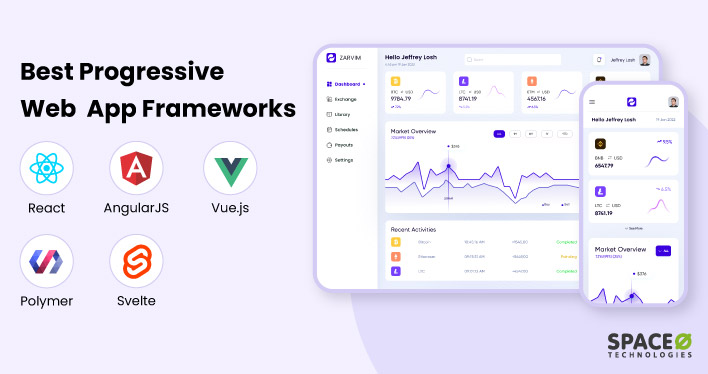 Best Progressive
Web App Frameworks
React
AngularJS
Vue.js
Polymer
Svelte
ZARVIM
Dashboard
Exchange
Library
Schedules
Payouts
Settings
Hello Jeffrey Losh
Jeffrey Losh
BTC USD
9784.79
LTC USD
8741.19
ETH USD
4567.16
Market Overview
$376
Recent Activities
Bitcoin
Completed
Ethereum
Pending
LTC
Completed
Hello Jeffrey Losh
BNB USD
6547.79
LTC USD
8741.19
Market Overview
$376
SPACE
TECHNOLOGIES